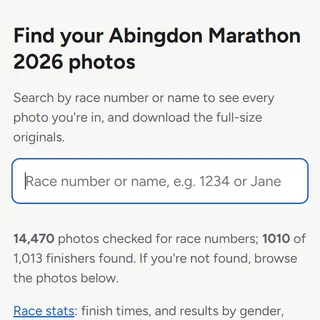 Find your Abingdon Marathon
2026 photos
Search by race number or name to see every
photo you're in, and download the full-size
originals.
Race number or name, e.g. 1234 or Jane
14,470 photos checked for race numbers; 1010 of
1,013 finishers found. If you're not found, browse
the photos below.
Race stats: finish times, and results by gender,